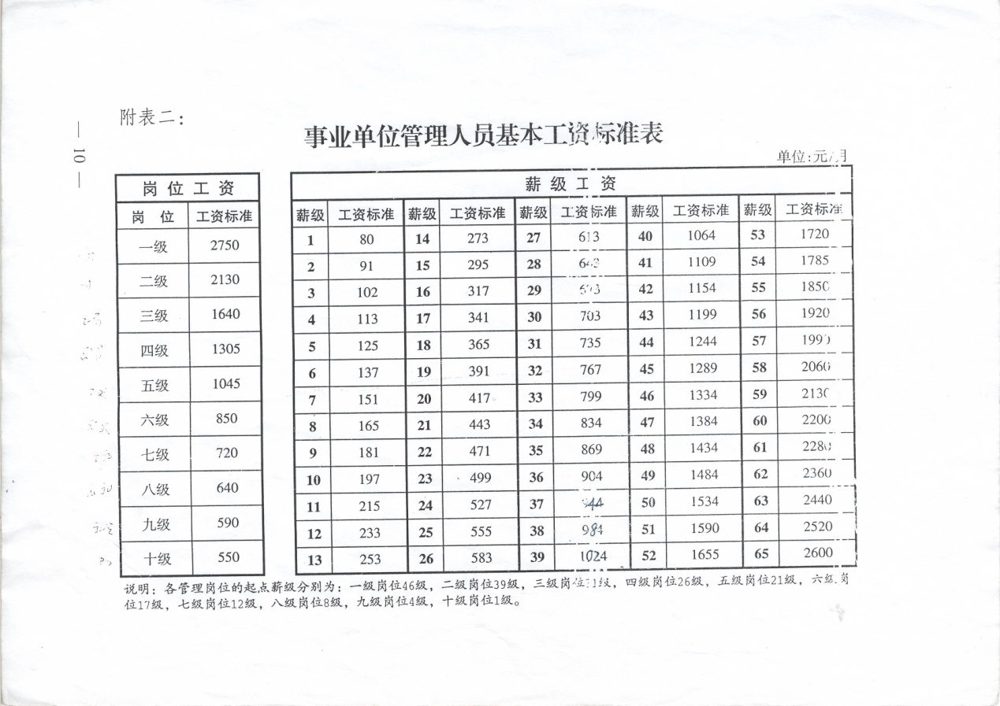 附表二：
— 10 —
事业单位管理人员基本工资标准表
单位:元/月
岗位工资
岗 位 工资标准
一级 2750
二级 2130
三级 1640
四级 1305
五级 1045
六级 850
七级 720
八级 640
九级 590
十级 550
薪级工资
薪级 工资标准 薪级 工资标准 薪级 工资标准 薪级 工资标准 薪级 工资标准
1 80 14 273 27 613 40 1064 53 1720
2 91 15 295 28 41 1109 54 1785
3 102 16 317 29 42 1154 55 1850
4 113 17 341 30 703 43 1199 56 1920
5 125 18 365 31 735 44 1244 57 1990
6 137 19 391 32 767 45 1289 58 2060
7 151 20 417 33 799 46 1334 59 2130
8 165 21 443 34 834 47 1384 60 2200
9 181 22 471 35 869 48 1434 61 2280
10 197 23 499 36 904 49 1484 62 2360
11 215 24 527 37 944 50 1534 63 2440
12 233 25 555 38 984 51 1590 64 2520
13 253 26 583 39 1024 52 1655 65 2600
说明：各管理岗位的起点薪级分别为：一级岗位46级，二级岗位39级，三级岗位31级，四级岗位26级，五级岗位21级，六级岗
位17级，七级岗位12级，八级岗位8级，九级岗位4级，十级岗位1级。